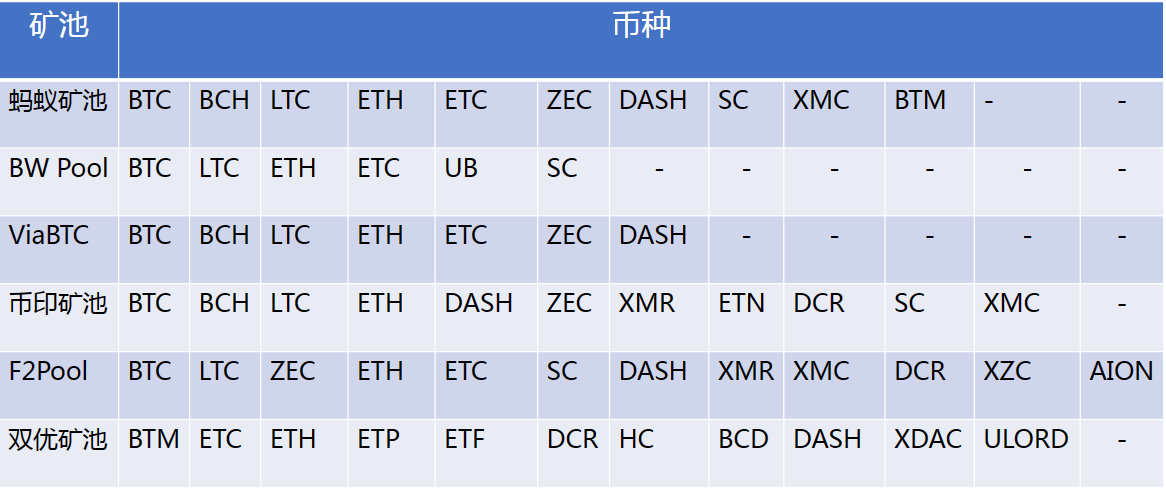 矿池 币种
蚂蚁矿池 BTC BCH LTC ETH ETC ZEC DASH SC XMC BTM - -
BW Pool BTC LTC ETH ETC UB SC - - - - - -
ViaBTC BTC BCH LTC ETH ETC ZEC DASH - - - - -
币印矿池 BTC BCH LTC ETH DASH ZEC XMR ETN DCR SC XMC -
F2Pool BTC LTC ZEC ETH ETC SC DASH XMR XMC DCR XZC AION
双优矿池 BTM ETC ETH ETP ETF DCR HC BCD DASH XDAC ULORD -